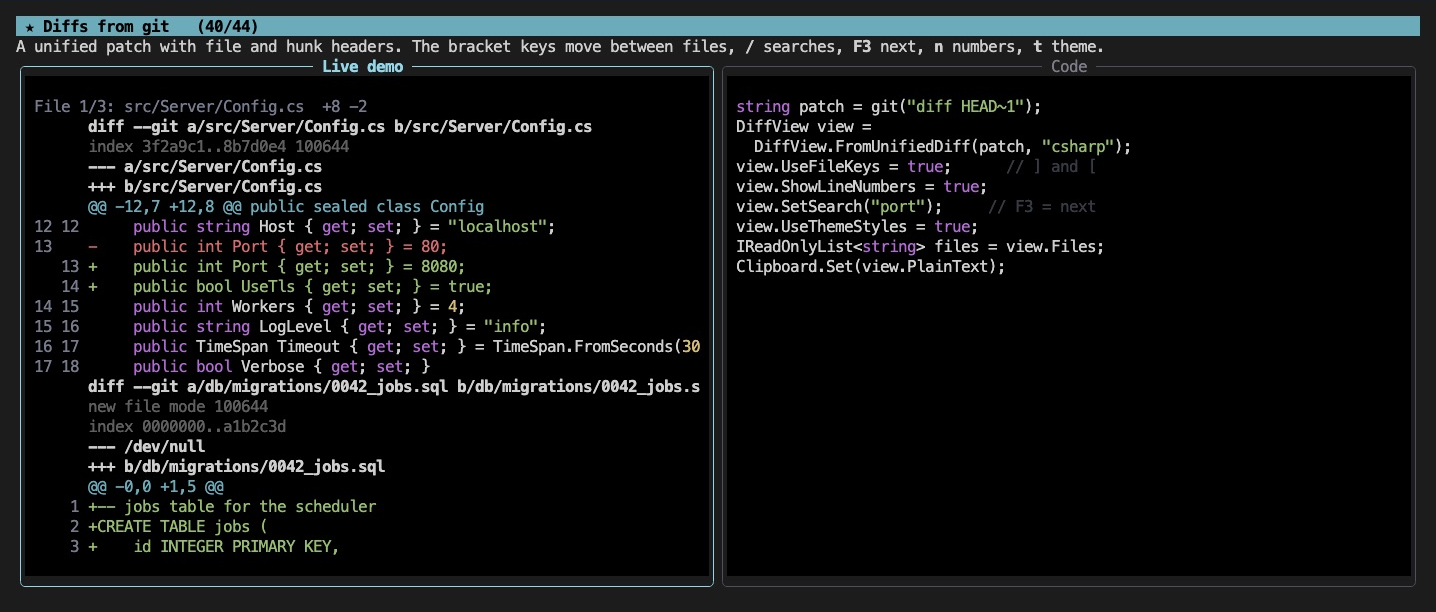 ★ Diffs from git   (40/44)
A unified patch with file and hunk headers. The bracket keys move between files, / searches, F3 next, n numbers, t theme.
Live demo
File 1/3: src/Server/Config.cs  +8 -2
      diff --git a/src/Server/Config.cs b/src/Server/Config.cs
      index 3f2a9c1..8b7d0e4 100644
      --- a/src/Server/Config.cs
      +++ b/src/Server/Config.cs
      @@ -12,7 +12,8 @@ public sealed class Config
12 12      public string Host { get; set; } = "localhost";
13    -    public int Port { get; set; } = 80;
   13 +    public int Port { get; set; } = 8080;
   14 +    public bool UseTls { get; set; } = true;
14 15      public int Workers { get; set; } = 4;
15 16      public string LogLevel { get; set; } = "info";
16 17      public TimeSpan Timeout { get; set; } = TimeSpan.FromSeconds(30
17 18      public bool Verbose { get; set; }
      diff --git a/db/migrations/0042_jobs.sql b/db/migrations/0042_jobs.s
      new file mode 100644
      index 0000000..a1b2c3d
      --- /dev/null
      +++ b/db/migrations/0042_jobs.sql
      @@ -0,0 +1,5 @@
    1 +-- jobs table for the scheduler
    2 +CREATE TABLE jobs (
    3 +    id INTEGER PRIMARY KEY,
Code
string patch = git("diff HEAD~1");
DiffView view =
  DiffView.FromUnifiedDiff(patch, "csharp");
view.UseFileKeys = true;      // ] and [
view.ShowLineNumbers = true;
view.SetSearch("port");     // F3 = next
view.UseThemeStyles = true;
IReadOnlyList<string> files = view.Files;
Clipboard.Set(view.PlainText);